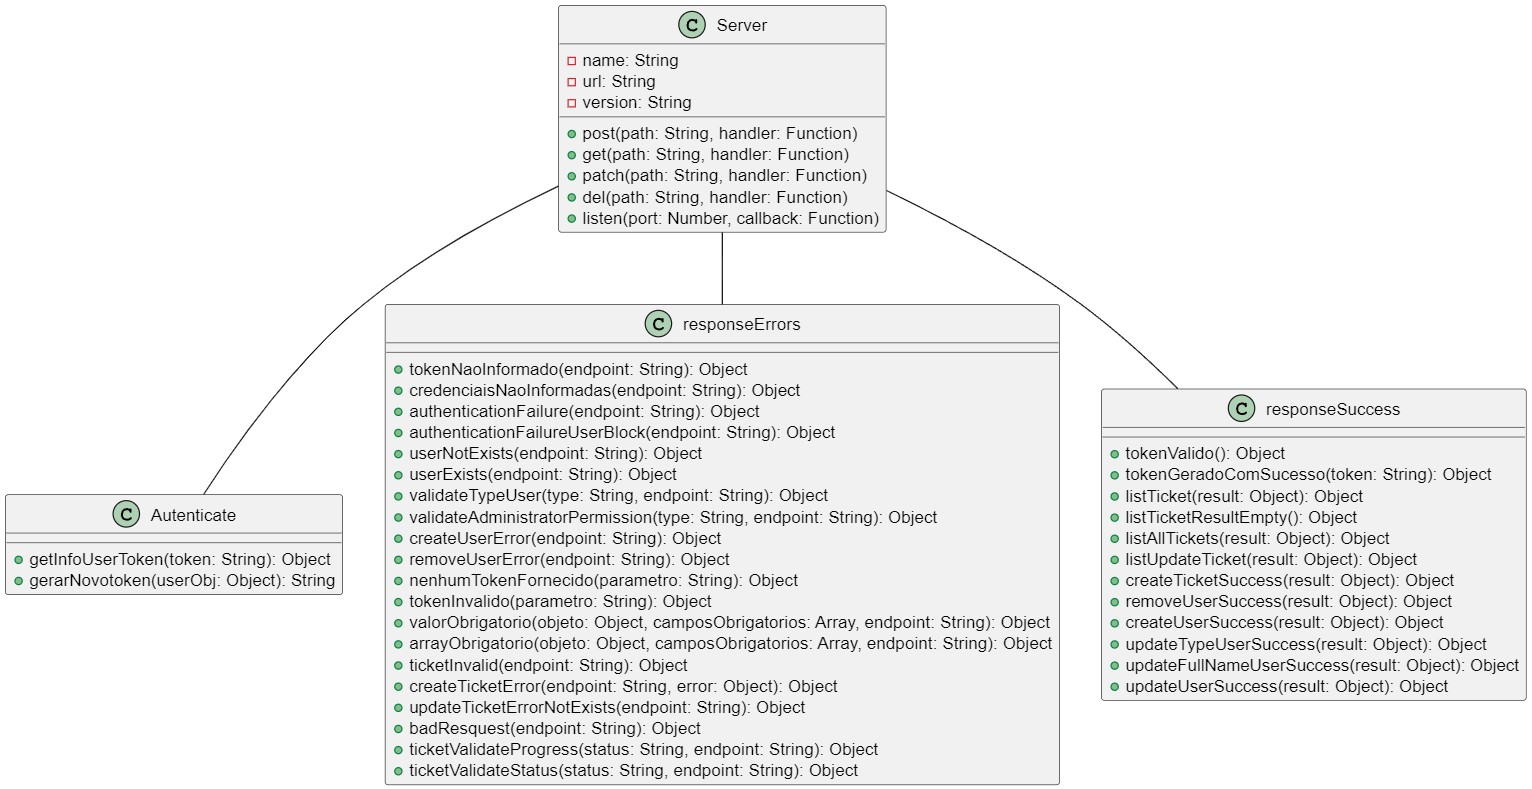 C Server
name: String
url: String
version: String
post(path: String, handler: Function)
get(path: String, handler: Function)
patch(path: String, handler: Function)
del(path: String, handler: Function)
listen(port: Number, callback: Function)
C Autenticate
getInfoUserToken(token: String): Object
gerarNovotoken(userObj: Object): String
C responseErrors
tokenNaoInformado(endpoint: String): Object
credenciaisNaoInformadas(endpoint: String): Object
authenticationFailure(endpoint: String): Object
authenticationFailureUserBlock(endpoint: String): Object
userNotExists(endpoint: String): Object
userExists(endpoint: String): Object
validateTypeUser(type: String, endpoint: String): Object
validateAdministratorPermission(type: String, endpoint: String): Object
createUserError(endpoint: String): Object
removeUserError(endpoint: String): Object
nenhumTokenFornecido(parametro: String): Object
tokenInvalido(parametro: String): Object
valorObrigatorio(objeto: Object, camposObrigatorios: Array, endpoint: String): Object
arrayObrigatorio(objeto: Object, camposObrigatorios: Array, endpoint: String): Object
ticketInvalid(endpoint: String): Object
createTicketError(endpoint: String, error: Object): Object
updateTicketErrorNotExists(endpoint: String): Object
badResquest(endpoint: String): Object
ticketValidateProgress(status: String, endpoint: String): Object
ticketValidateStatus(status: String, endpoint: String): Object
C responseSuccess
tokenValido(): Object
tokenGeradoComSucesso(token: String): Object
listTicket(result: Object): Object
listTicketResultEmpty(): Object
listAllTickets(result: Object): Object
listUpdateTicket(result: Object): Object
createTicketSuccess(result: Object): Object
removeUserSuccess(result: Object): Object
createUserSuccess(result: Object): Object
updateTypeUserSuccess(result: Object): Object
updateFullNameUserSuccess(result: Object): Object
updateUserSuccess(result: Object): Object